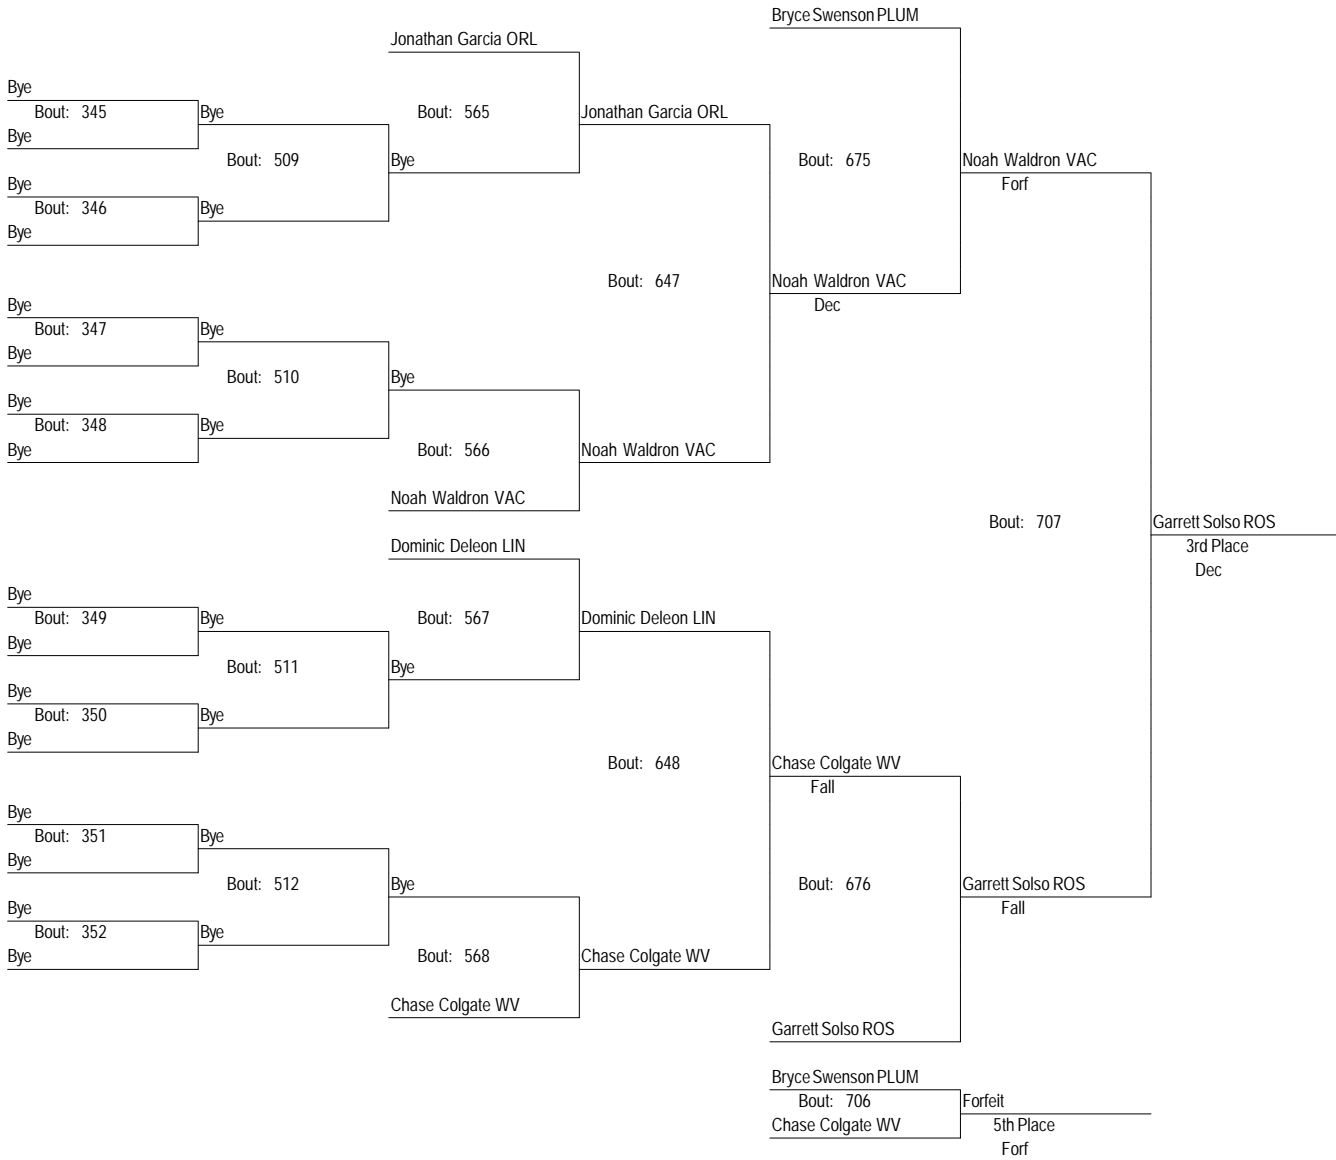 Bryce Swenson PLUM
Jonathan Garcia ORL
Bye
Bout: 345
Bye
Bout: 565
Jonathan Garcia ORL
Bye
Bout: 509
Bye
Bout: 675
Noah Waldron VAC
Bye
Forf
Bout: 346
Bye
Bye
Bout: 647
Noah Waldron VAC
Bye
Dec
Bout: 347
Bye
Bye
Bout: 510
Bye
Bye
Bout: 348
Bye
Bye
Bout: 566
Noah Waldron VAC
Noah Waldron VAC
Bout: 707
Garrett Solso ROS
Dominic Deleon LIN
3rd Place
Dec
Bye
Bout: 349
Bye
Bout: 567
Dominic Deleon LIN
Bye
Bout: 511
Bye
Bye
Bout: 350
Bye
Bye
Bout: 648
Chase Colgate WV
Fall
Bye
Bout: 351
Bye
Bye
Bout: 512
Bye
Bout: 676
Garrett Solso ROS
Bye
Fall
Bout: 352
Bye
Bye
Bout: 568
Chase Colgate WV
Chase Colgate WV
Garrett Solso ROS
Bryce Swenson PLUM
Bout: 706
Forfeit
Chase Colgate WV
5th Place
Forf